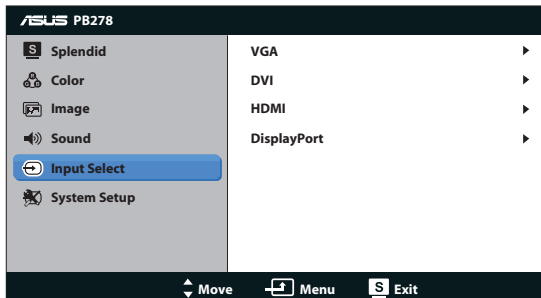 ASUS PB278
S Splendid
Color
Image
Sound
Input Select
System Setup
VGA
DVI
HDMI
DisplayPort
Move Menu S Exit